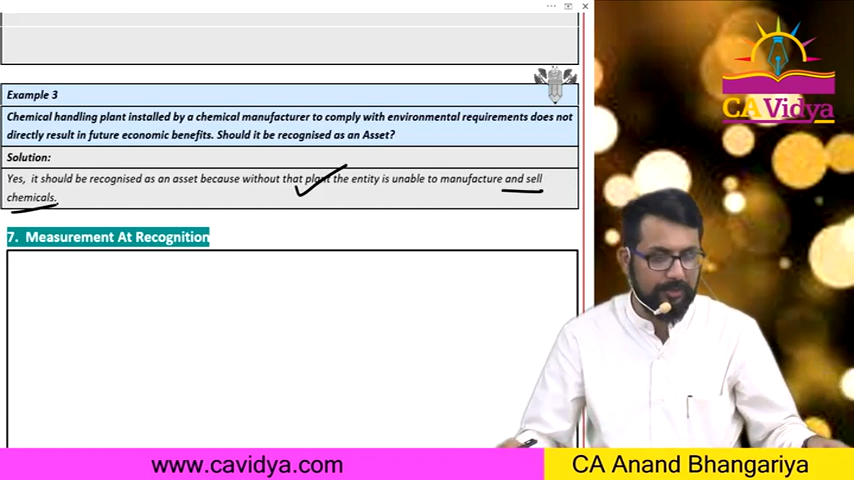 CA Vidya
Example 3
Chemical handling plant installed by a chemical manufacturer to comply with environmental requirements does not
directly result in future economic benefits. Should it be recognised as an Asset?
Solution:
Yes, it should be recognised as an asset because without that plant the entity is unable to manufacture and sell
chemicals.
7. Measurement At Recognition
www.cavidya.com
CA Anand Bhangariya